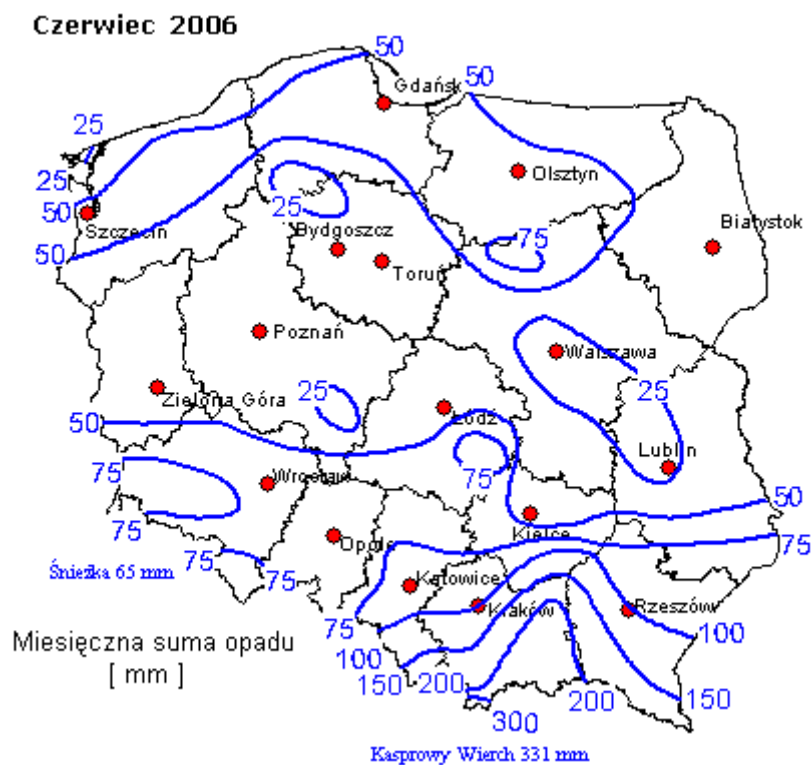 Czerwiec 2006
50
Gdańsk
50
25
Olsztyn
25
25
50
Szczecin
Bydgoszcz
75
Białystok
50
Toruń
Poznań
Warszawa
25
25
Zielona Góra
50
Łódź
75
Lublin
75
Wrocław
50
75
Kielce
75
Opole
75
75
Śnieżka 65 mm
Katowice
Kraków
Rzeszów
75
100
Miesięczna suma opadu
[ mm ]
100
150
200
200
150
300
Kasprowy Wierch 331 mm